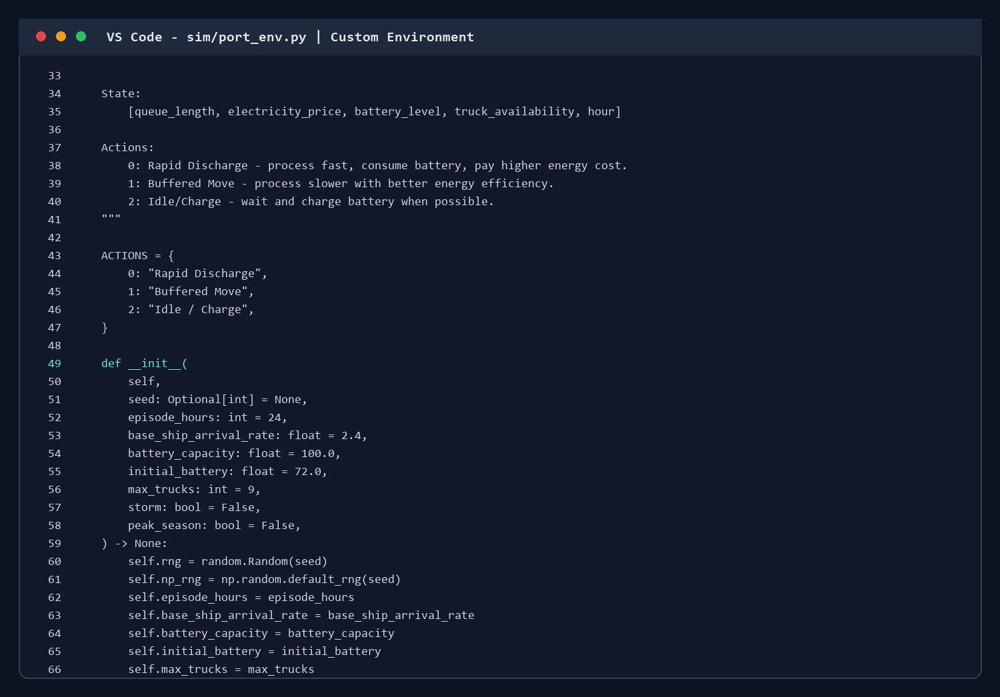 VS Code - sim/port_env.py | Custom Environment
33
34 State:
35 [queue_length, electricity_price, battery_level, truck_availability, hour]
36
37 Actions:
38 0: Rapid Discharge - process fast, consume battery, pay higher energy cost.
39 1: Buffered Move - process slower with better energy efficiency.
40 2: Idle/Charge - wait and charge battery when possible.
41 """
42
43 ACTIONS = {
44 0: "Rapid Discharge",
45 1: "Buffered Move",
46 2: "Idle / Charge",
47 }
48
49 def __init__(
50 self,
51 seed: Optional[int] = None,
52 episode_hours: int = 24,
53 base_ship_arrival_rate: float = 2.4,
54 battery_capacity: float = 100.0,
55 initial_battery: float = 72.0,
56 max_trucks: int = 9,
57 storm: bool = False,
58 peak_season: bool = False,
59 ) -> None:
60 self.rng = random.Random(seed)
61 self.np_rng = np.random.default_rng(seed)
62 self.episode_hours = episode_hours
63 self.base_ship_arrival_rate = base_ship_arrival_rate
64 self.battery_capacity = battery_capacity
65 self.initial_battery = initial_battery
66 self.max_trucks = max_trucks